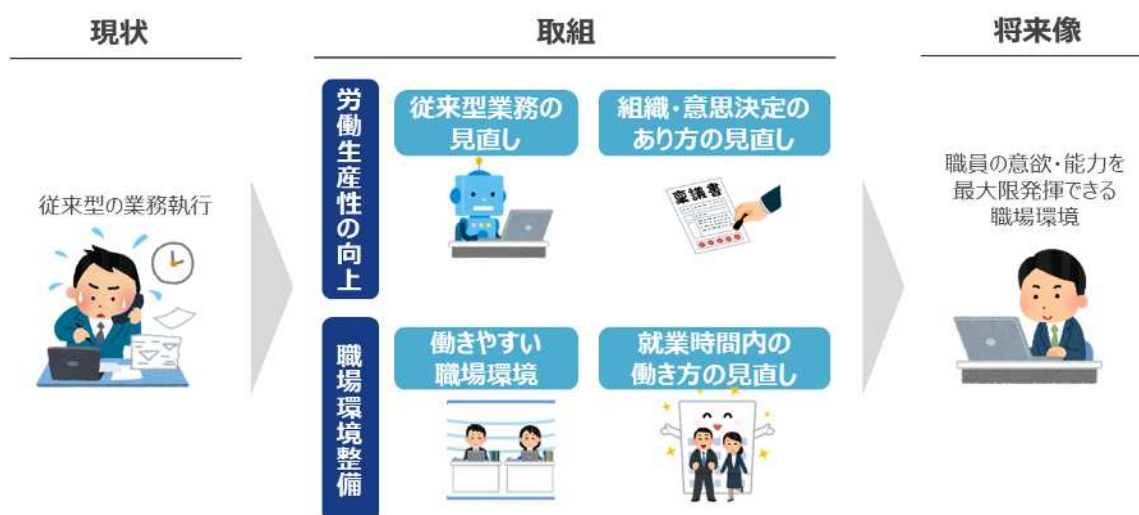 現状
取組
将来像
従来型の業務執行
労働生産性の向上
従来型業務の
見直し
組織・意思決定の
あり方の見直し
稟議書
職場環境整備
働きやすい
職場環境
就業時間内の
働き方の見直し
職員の意欲・能力を
最大限発揮できる
職場環境